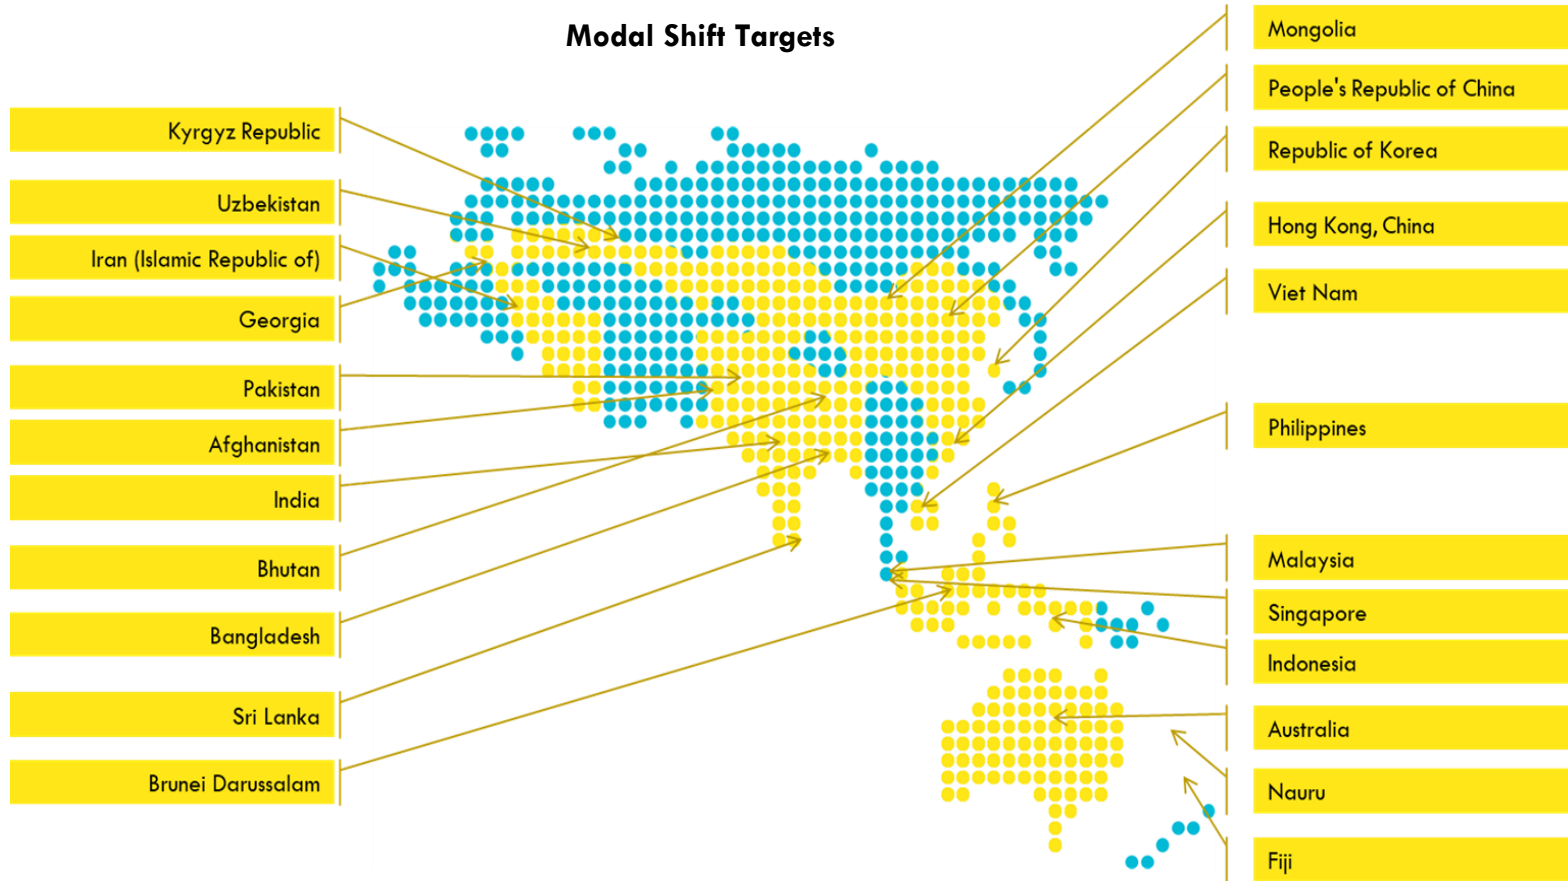 Modal Shift Targets
Kyrgyz Republic
Uzbekistan
Iran (Islamic Republic of)
Georgia
Pakistan
Afghanistan
India
Bhutan
Bangladesh
Sri Lanka
Brunei Darussalam
Mongolia
People's Republic of China
Republic of Korea
Hong Kong, China
Viet Nam
Philippines
Malaysia
Singapore
Indonesia
Australia
Nauru
Fiji